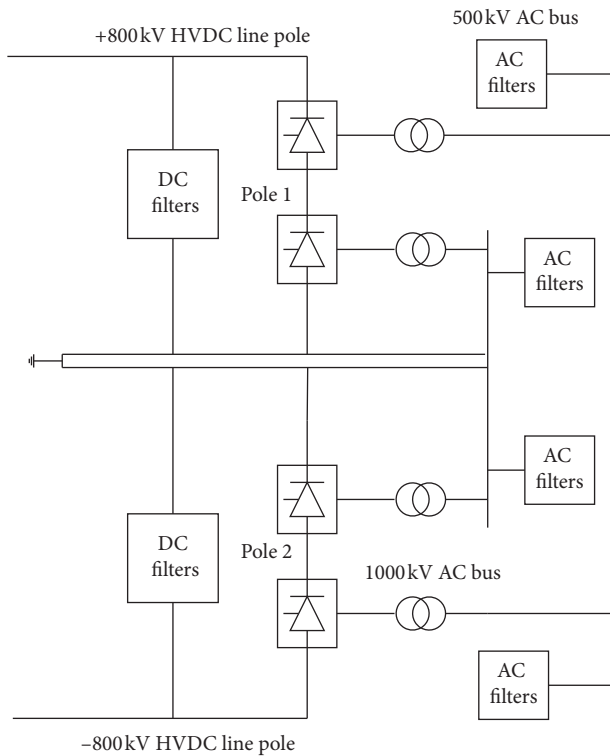 500 kV AC bus
+800 kV HVDC line pole
AC
filters
DC
filters
Pole 1
AC
filters
AC
filters
DC
filters
Pole 2
1000 kV AC bus
AC
filters
–800 kV HVDC line pole